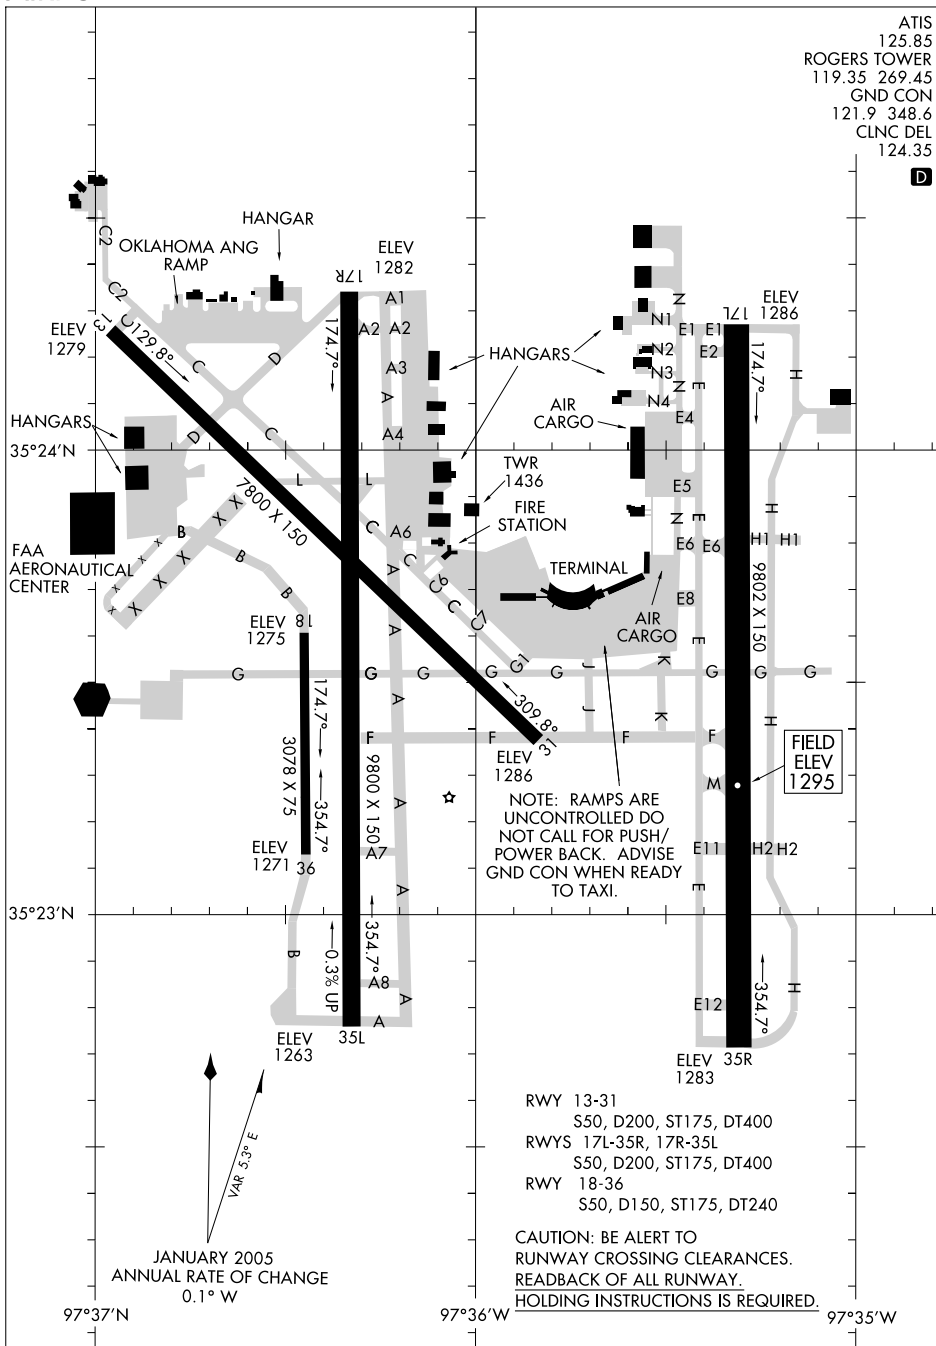 ATIS
125.85
ROGERS TOWER
119.35 269.45
GND CON
121.9 348.6
CLNC DEL
124.35
D
HANGAR
OKLAHOMA ANG
RAMP
C2
C2
C
ELEV
1282
17R
A1
A2 A2
A3
A
A4
174.7°
ELEV
1279
13
129.8°
C
D
C
D
HANGARS
N
N1
N2
N3
N
N4
E1 E1
E2
E
E4
17L
ELEV
1286
174.7°
H
HANGARS
35°24'N
AIR
CARGO
TWR
1436
FIRE
STATION
E5
E
N
E6 E6
H
H1 H1
7800 X 150
L L
C
A6
A
C
C6
C
C7
G1
FAA
AERONAUTICAL
CENTER
X X X X X
X X X
B
B
B
TERMINAL
AIR
CARGO
E8
9802 X 150
ELEV
1275
18
A
E
G G G G G G G G
J
J
K
K
174.7°
3078 X 75
354.7°
309.8°
31
ELEV
1286
F F F F
A
9800 X 150
A
H
M
FIELD
ELEV
1295
NOTE: RAMPS ARE
UNCONTROLLED DO
NOT CALL FOR PUSH/
POWER BACK. ADVISE
GND CON WHEN READY
TO TAXI.
ELEV
1271
36
A7
A
E11
H2 H2
E
35°23'N
B
0.3% UP
354.7°
A8
A
A
E12
354.7°
H
ELEV
1263
35L
ELEV
1283
35R
VAR 5.3° E
JANUARY 2005
ANNUAL RATE OF CHANGE
0.1° W
RWY 13-31
S50, D200, ST175, DT400
RWYS 17L-35R, 17R-35L
S50, D200, ST175, DT400
RWY 18-36
S50, D150, ST175, DT240
CAUTION: BE ALERT TO
RUNWAY CROSSING CLEARANCES.
READBACK OF ALL RUNWAY.
HOLDING INSTRUCTIONS IS REQUIRED.
97°37'W
97°36'W
97°35'W